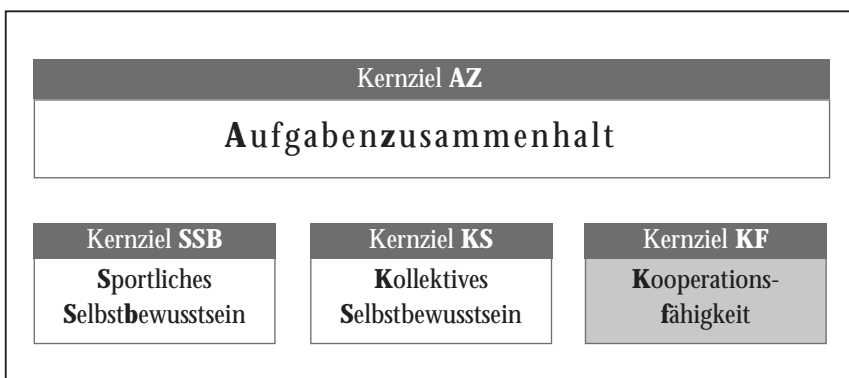 Kernziel AZ
Aufgabenzusammenhalt
Kernziel SSB
Sportliches
Selbstbewusstsein
Kernziel KS
Kollektives
Selbstbewusstsein
Kernziel KF
Kooperations-
fähigkeit